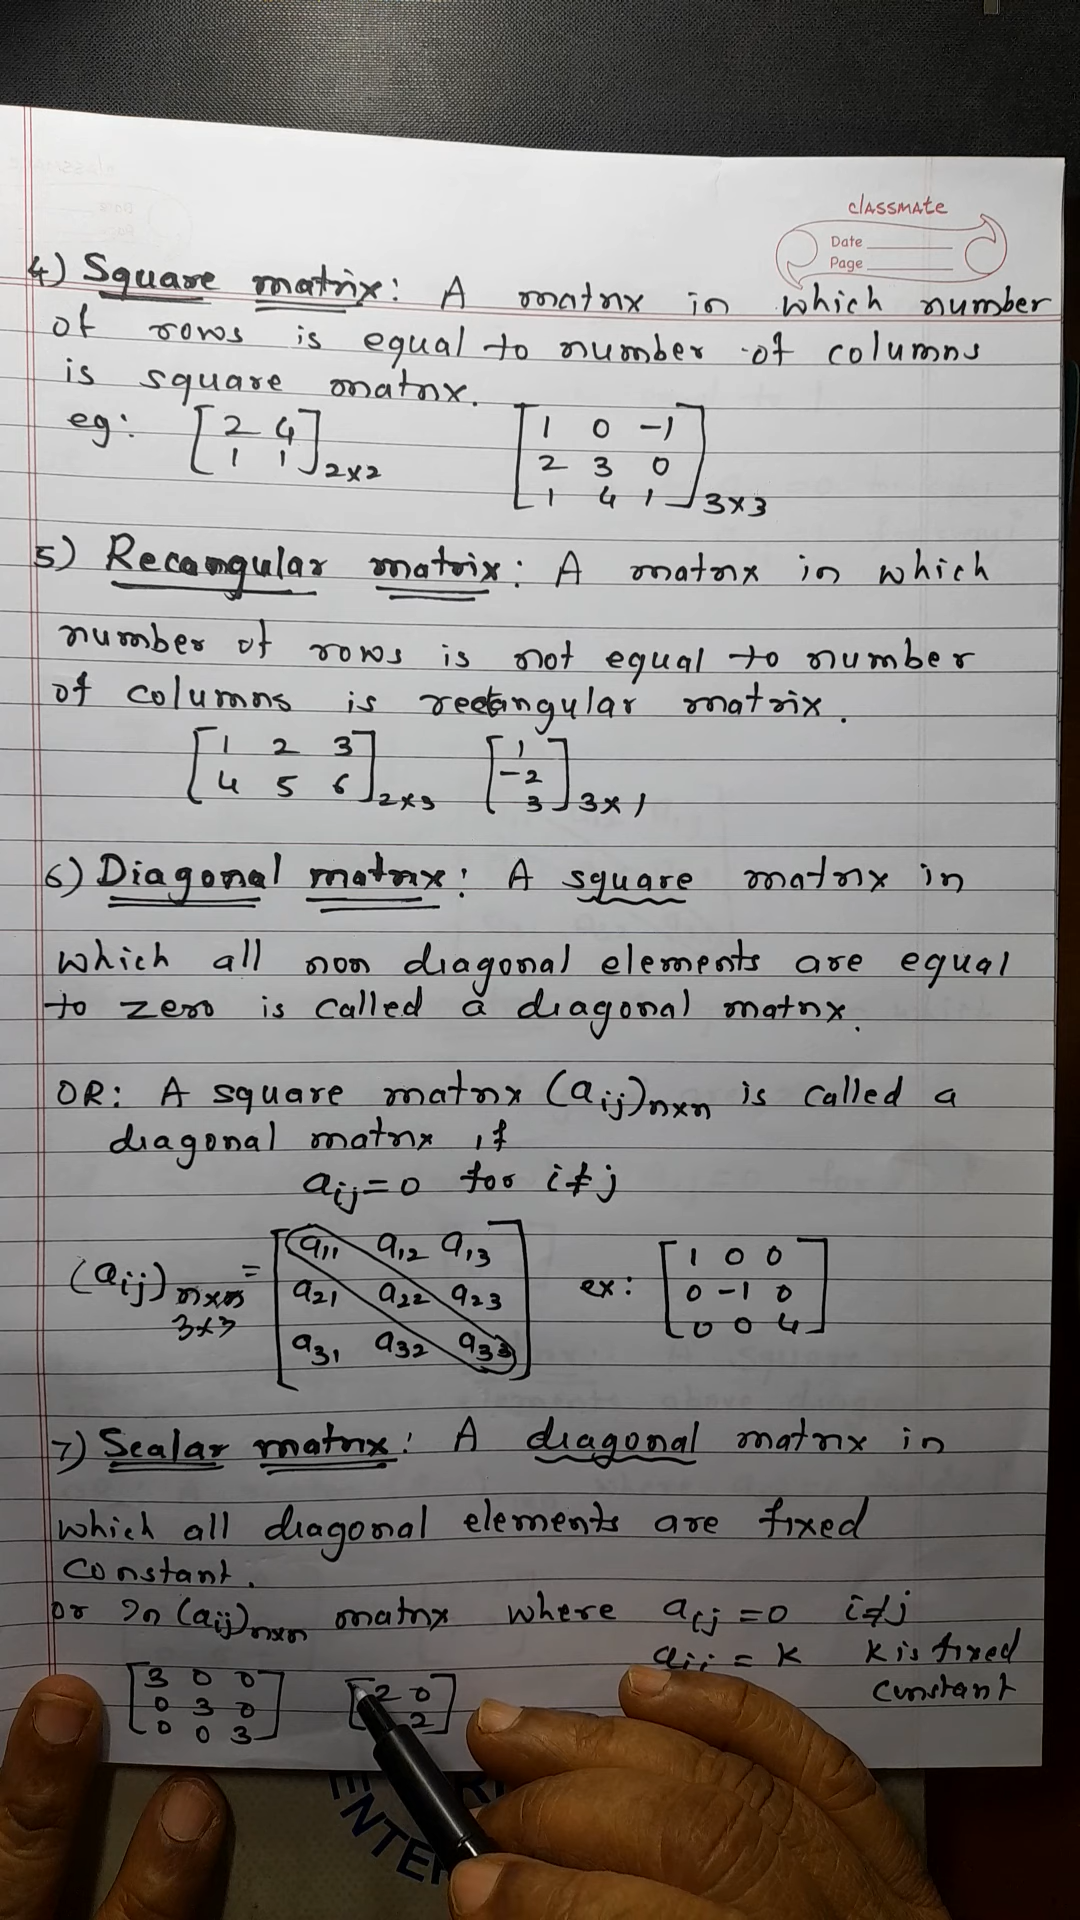 classmate
Date
Page
4) Square matrix: A matrix in which number
of rows is equal to number of columns
is square matrix.
eg: [2 4
1 1]2x2 [1 0 -1
2 3 0
1 4 1]3x3
5) Recangular matrix: A matrix in which
number of rows is not equal to number
of columns is rectangular matrix.
[1 2 3
4 5 6]2x3 [1
-2
3]3x1
6) Diagonal matrix: A square matrix in
which all non diagonal elements are equal
to zero is called a diagonal matrix.
OR: A square matrix (aij)nxn is called a
diagonal matrix if
aij=0 for i≠j
(aij)nxn 3x3 = [a11 a12 a13
a21 a22 a23
a31 a32 a33] ex: [1 0 0
0 -1 0
0 0 4]
7) Scalar matrix: A diagonal matrix in
which all diagonal elements are fixed
constant.
or In (aij)nxn matrix where aij=0 i≠j
aii = K K is fixed
constant
[3 0 0
0 3 0
0 0 3] [2 0
2]